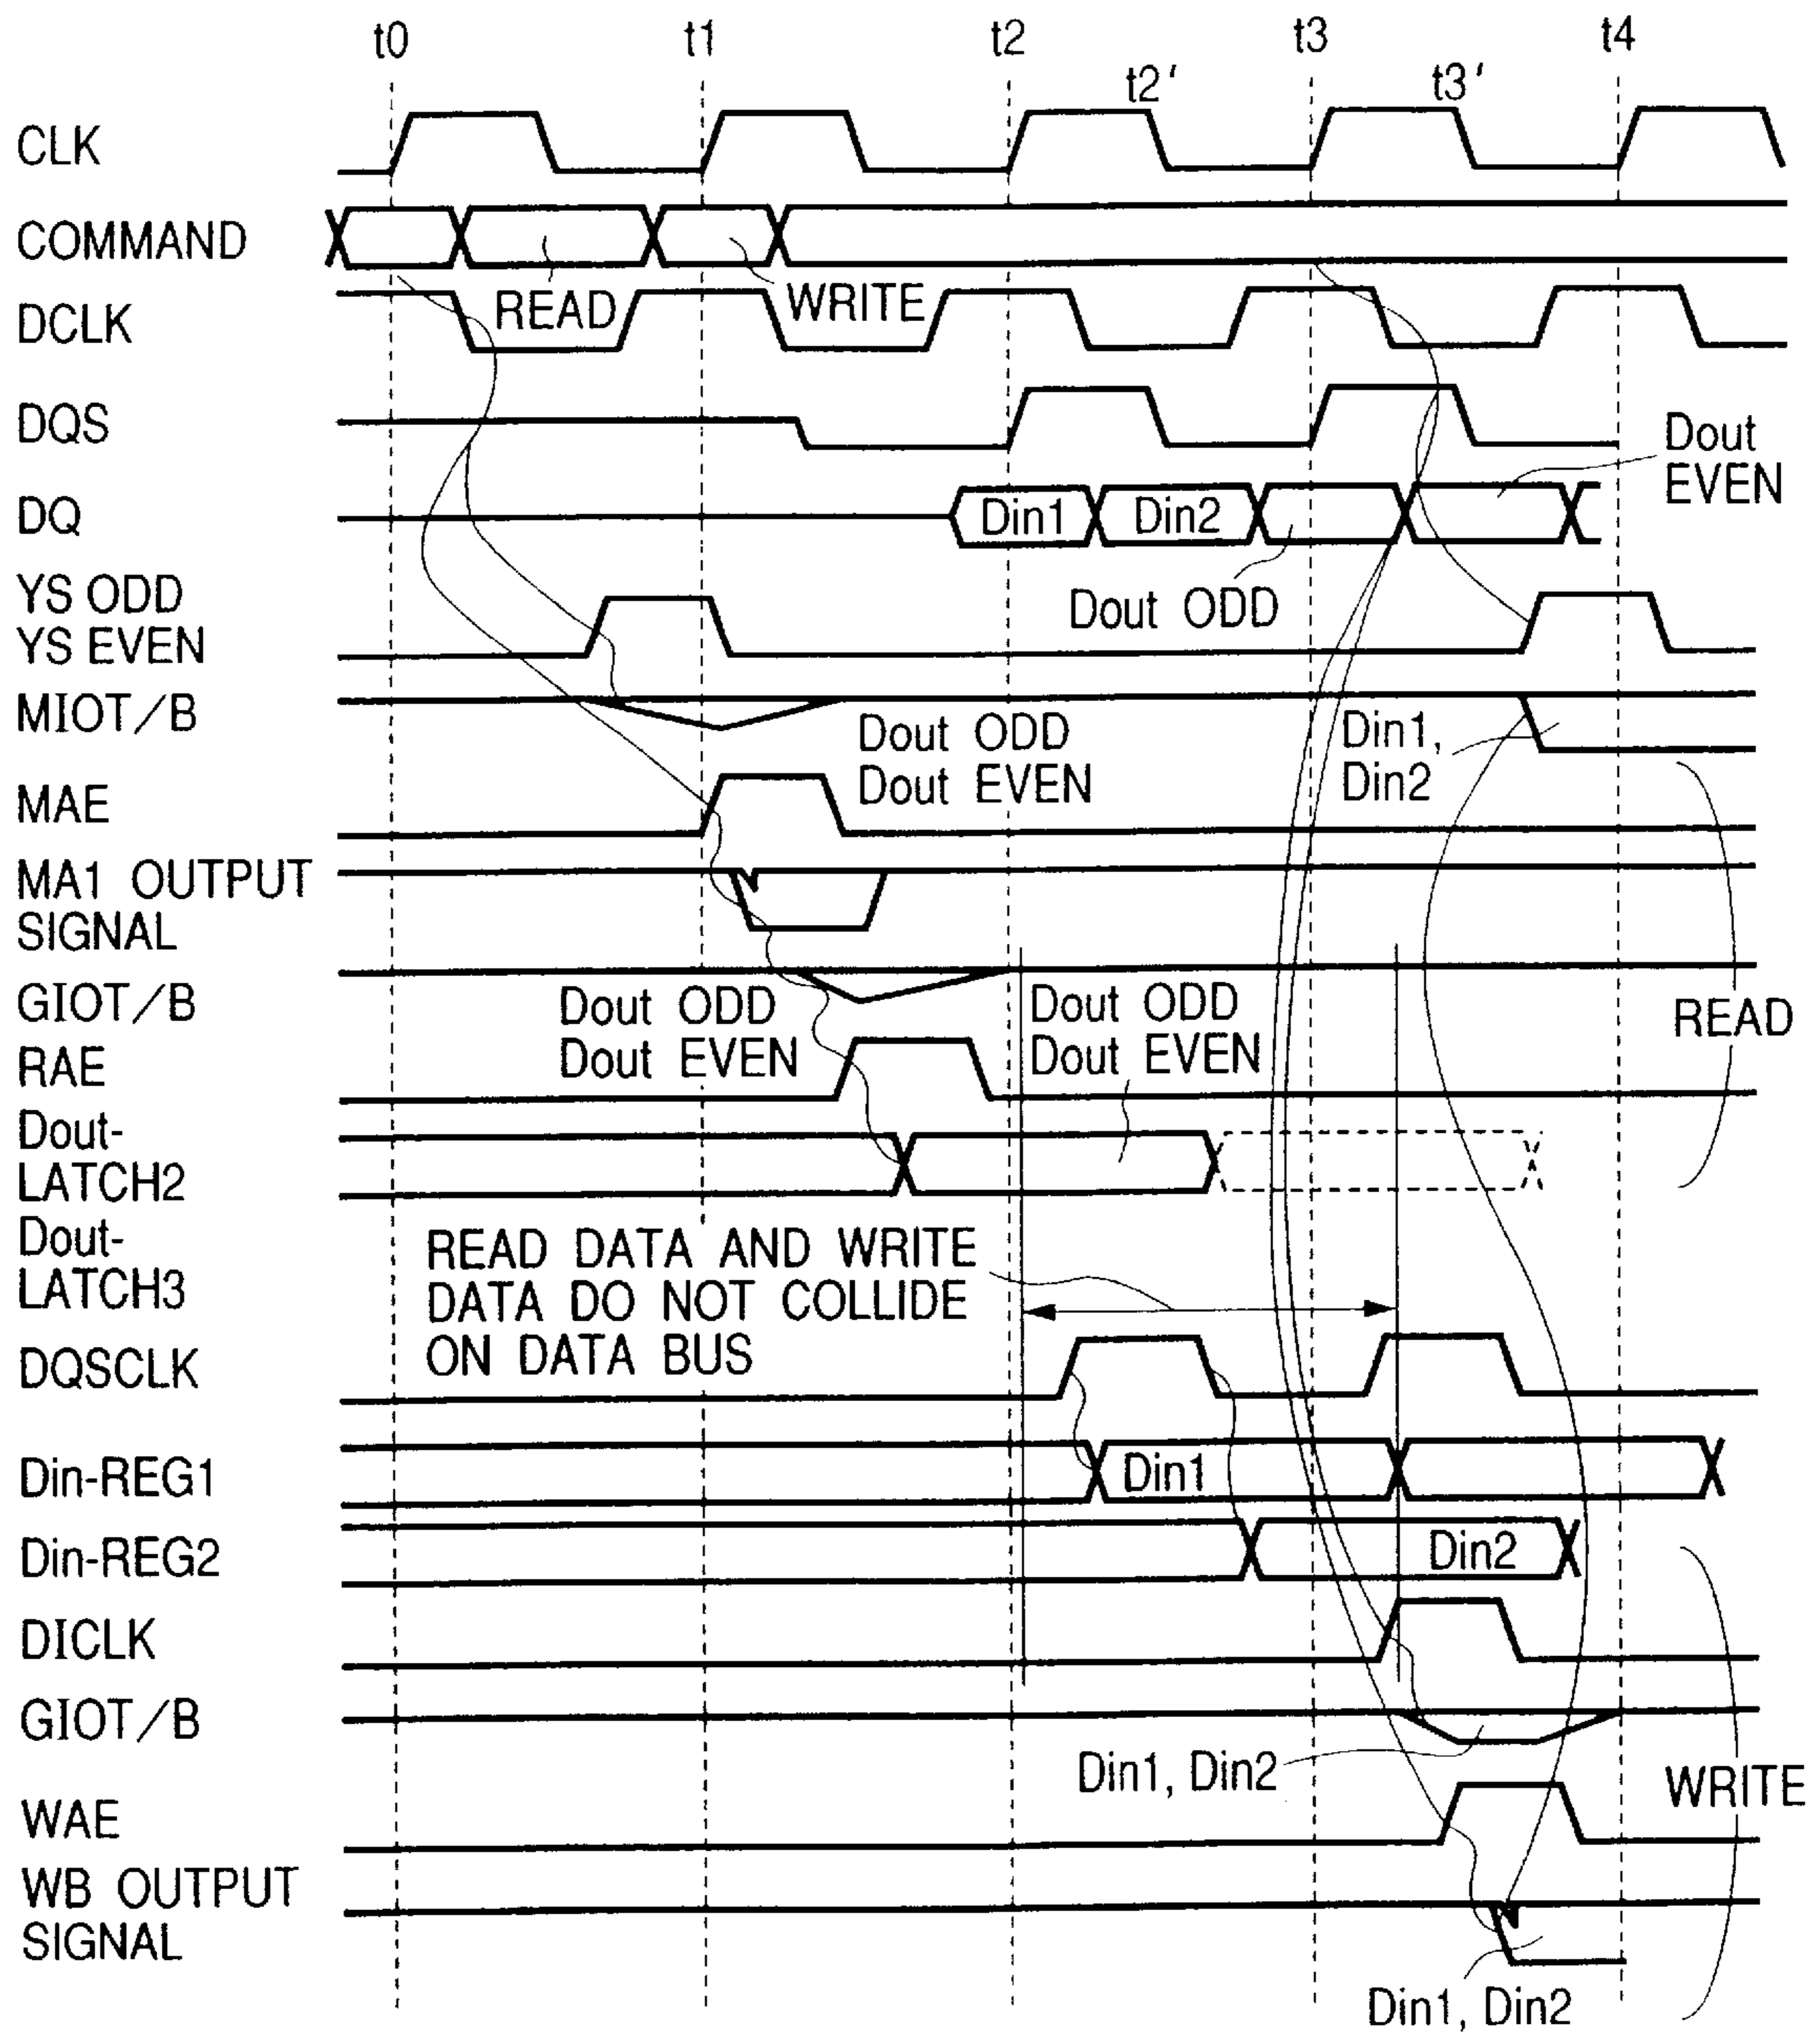 t0 t1 t2 t3 t4
t2' t3'
CLK
COMMAND
READ WRITE
DCLK
DQS
Dout
EVEN
DQ Din1 Din2
Dout ODD
YS ODD
YS EVEN
MIOT/B
Dout ODD
Dout EVEN
Din1,
Din2
MAE
MA1 OUTPUT
SIGNAL
GIOT/B
Dout ODD
Dout EVEN
Dout ODD
Dout EVEN
READ
RAE
Dout-
LATCH2
Dout-
LATCH3
READ DATA AND WRITE
DATA DO NOT COLLIDE
ON DATA BUS
DQSCLK
Din-REG1 Din1
Din-REG2 Din2
DICLK
GIOT/B
Din1, Din2
WRITE
WAE
WB OUTPUT
SIGNAL
Din1, Din2